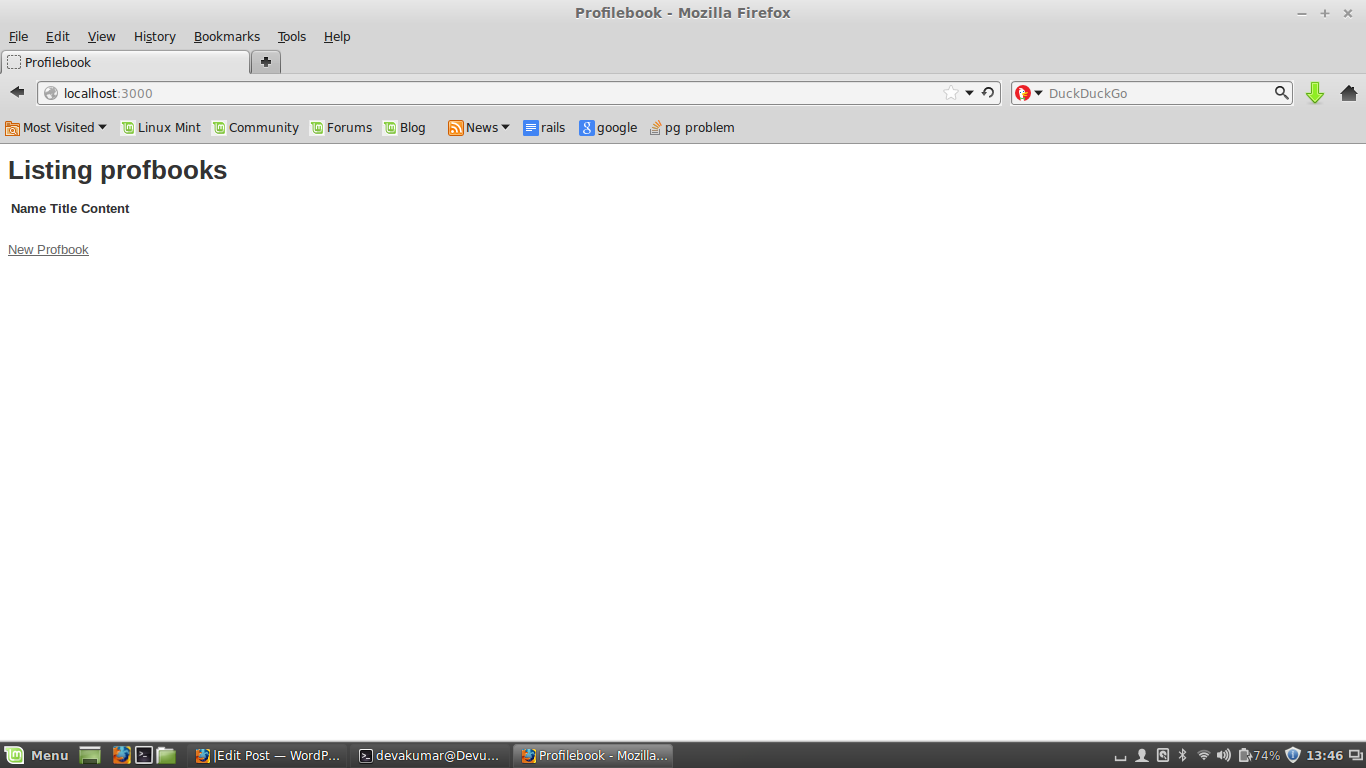 Profilebook - Mozilla Firefox
File Edit View History Bookmarks Tools Help
Profilebook
localhost:3000 DuckDuckGo
Most Visited Linux Mint Community Forums Blog News rails google pg problem
Listing profbooks
Name Title Content
New Profbook
Menu |Edit Post — WordP... devakumar@Devu... Profilebook - Mozilla... 74% 13:46